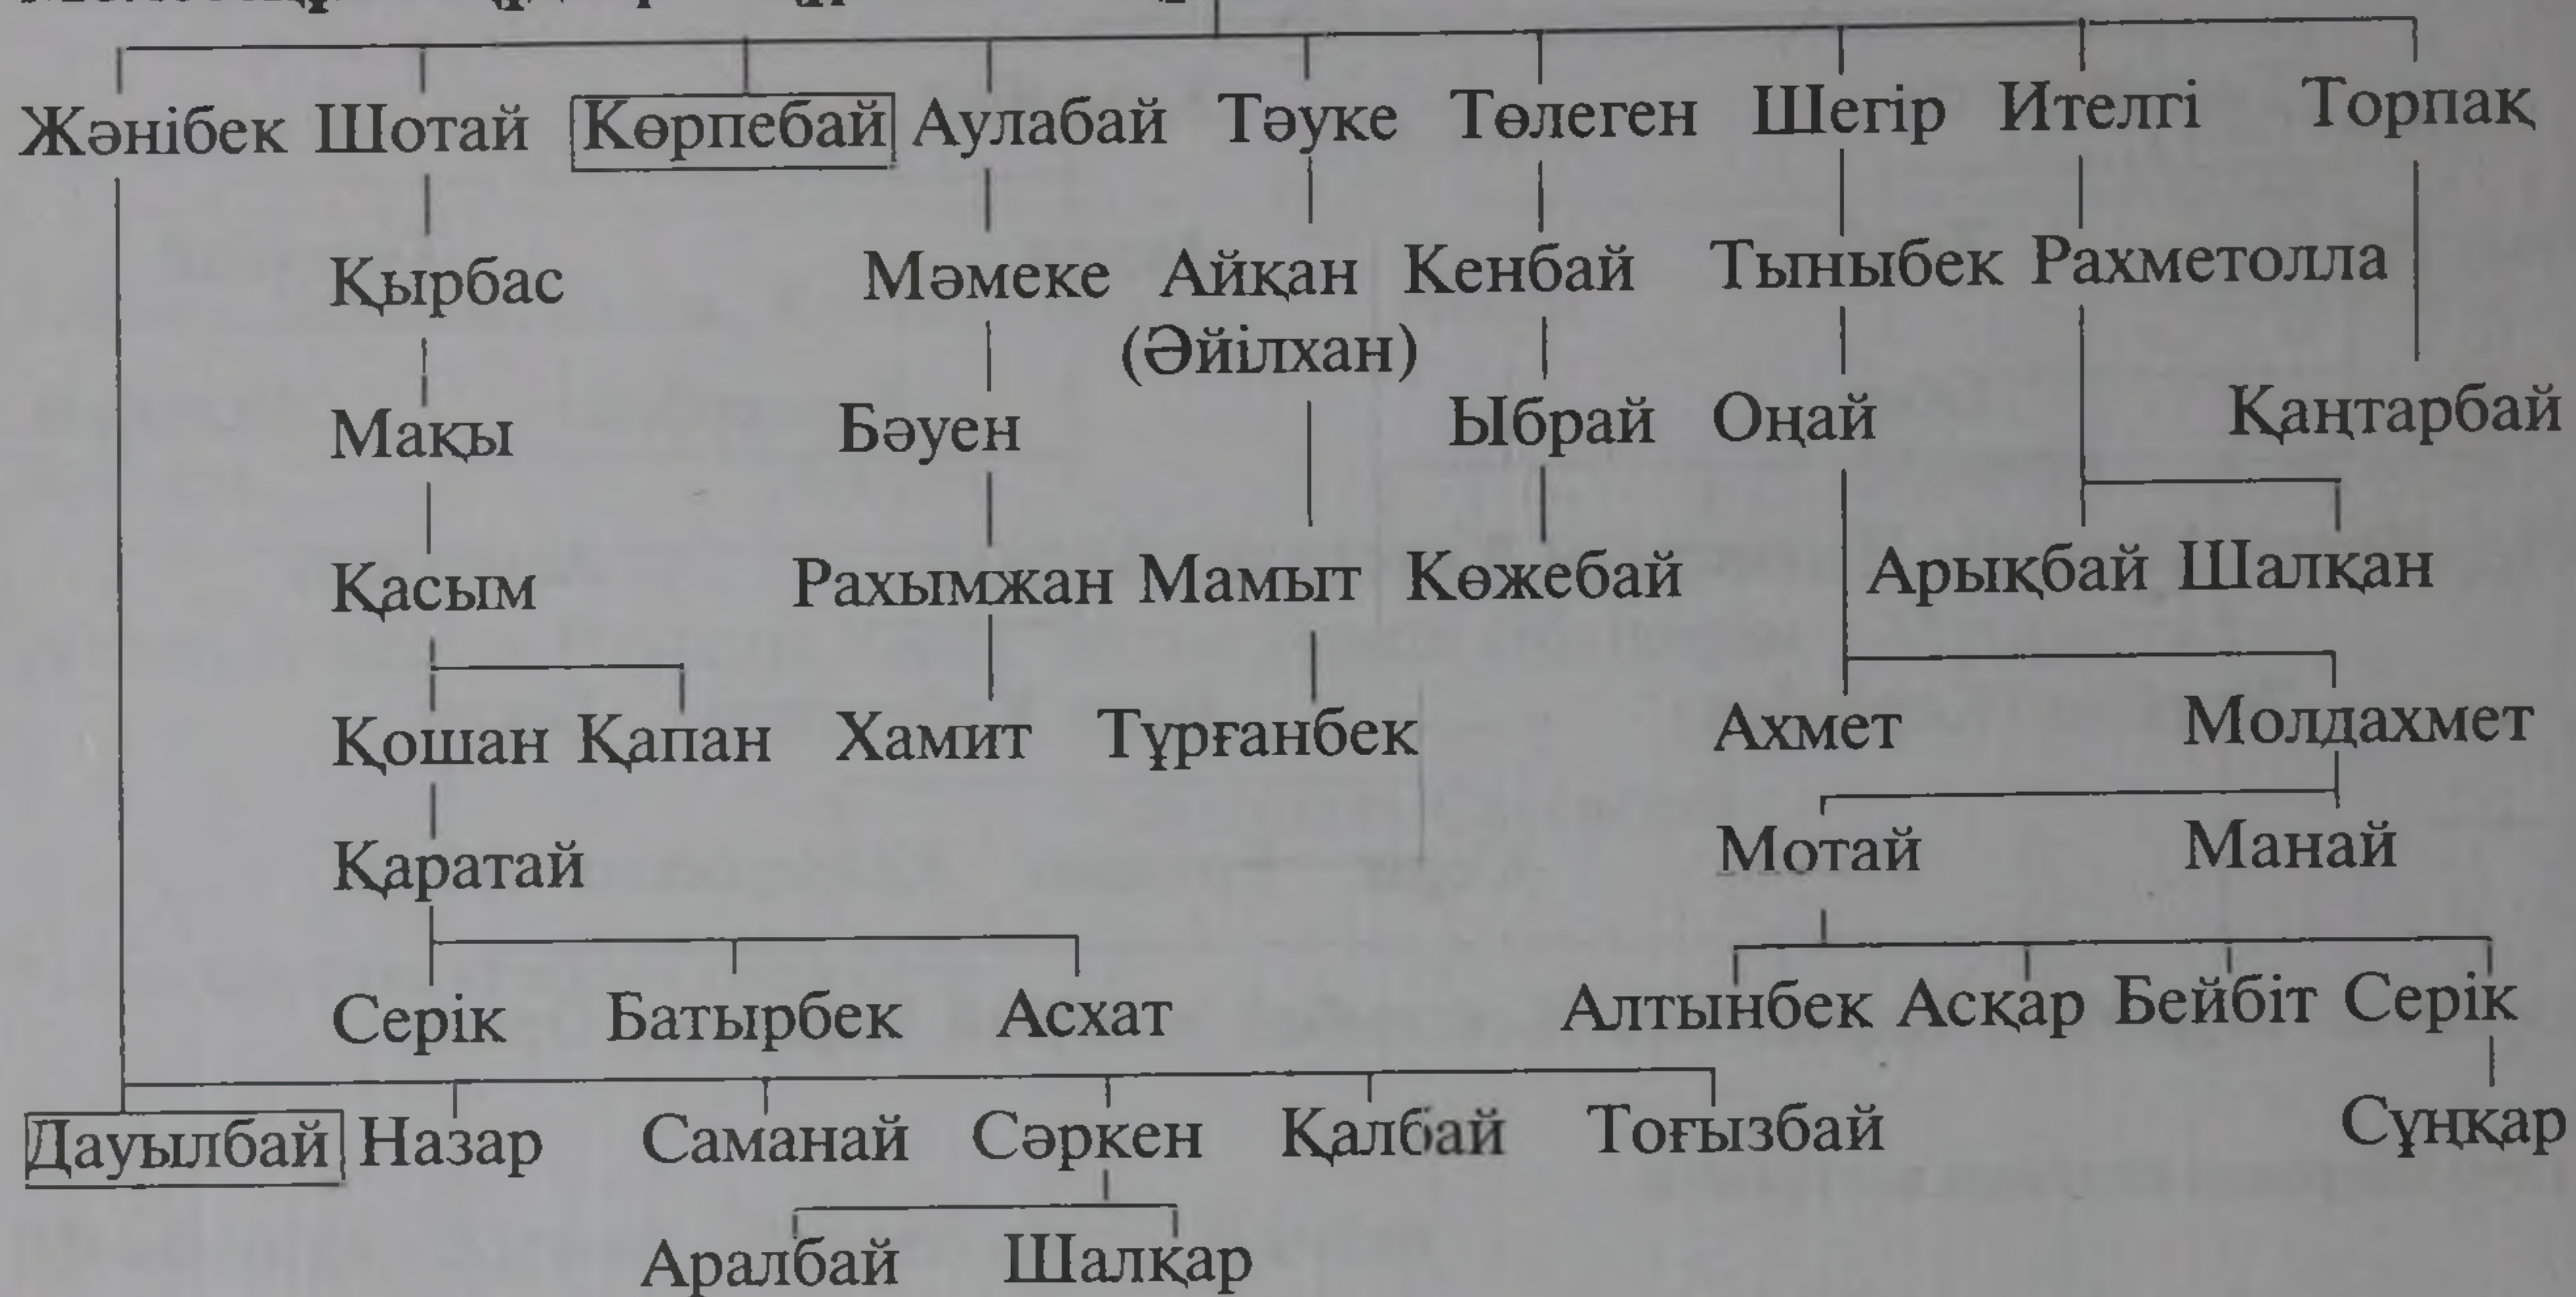 Жәнібек Шотай Көрпебай Аулабай Тәуке Төлеген Шегір Ителгі Торпақ
Қырбас Мәмеке Айқан Кенбай Тыныбек Рахметолла
(Әйілхан)
Мақы Бәуен Ыбрай Оңай Қаңтарбай
Қасым Рахымжан Мамыт Көжебай Арықбай Шалқан
Қошан Қапан Хамит Тұрғанбек Ахмет Молдахмет
Қаратай Мотай Манай
Серік Батырбек Асхат Алтынбек Асқар Бейбіт Серік
Дауылбай Назар Саманай Сәркен Қалбай Тоғызбай Сұңқар
Аралбай Шалқар